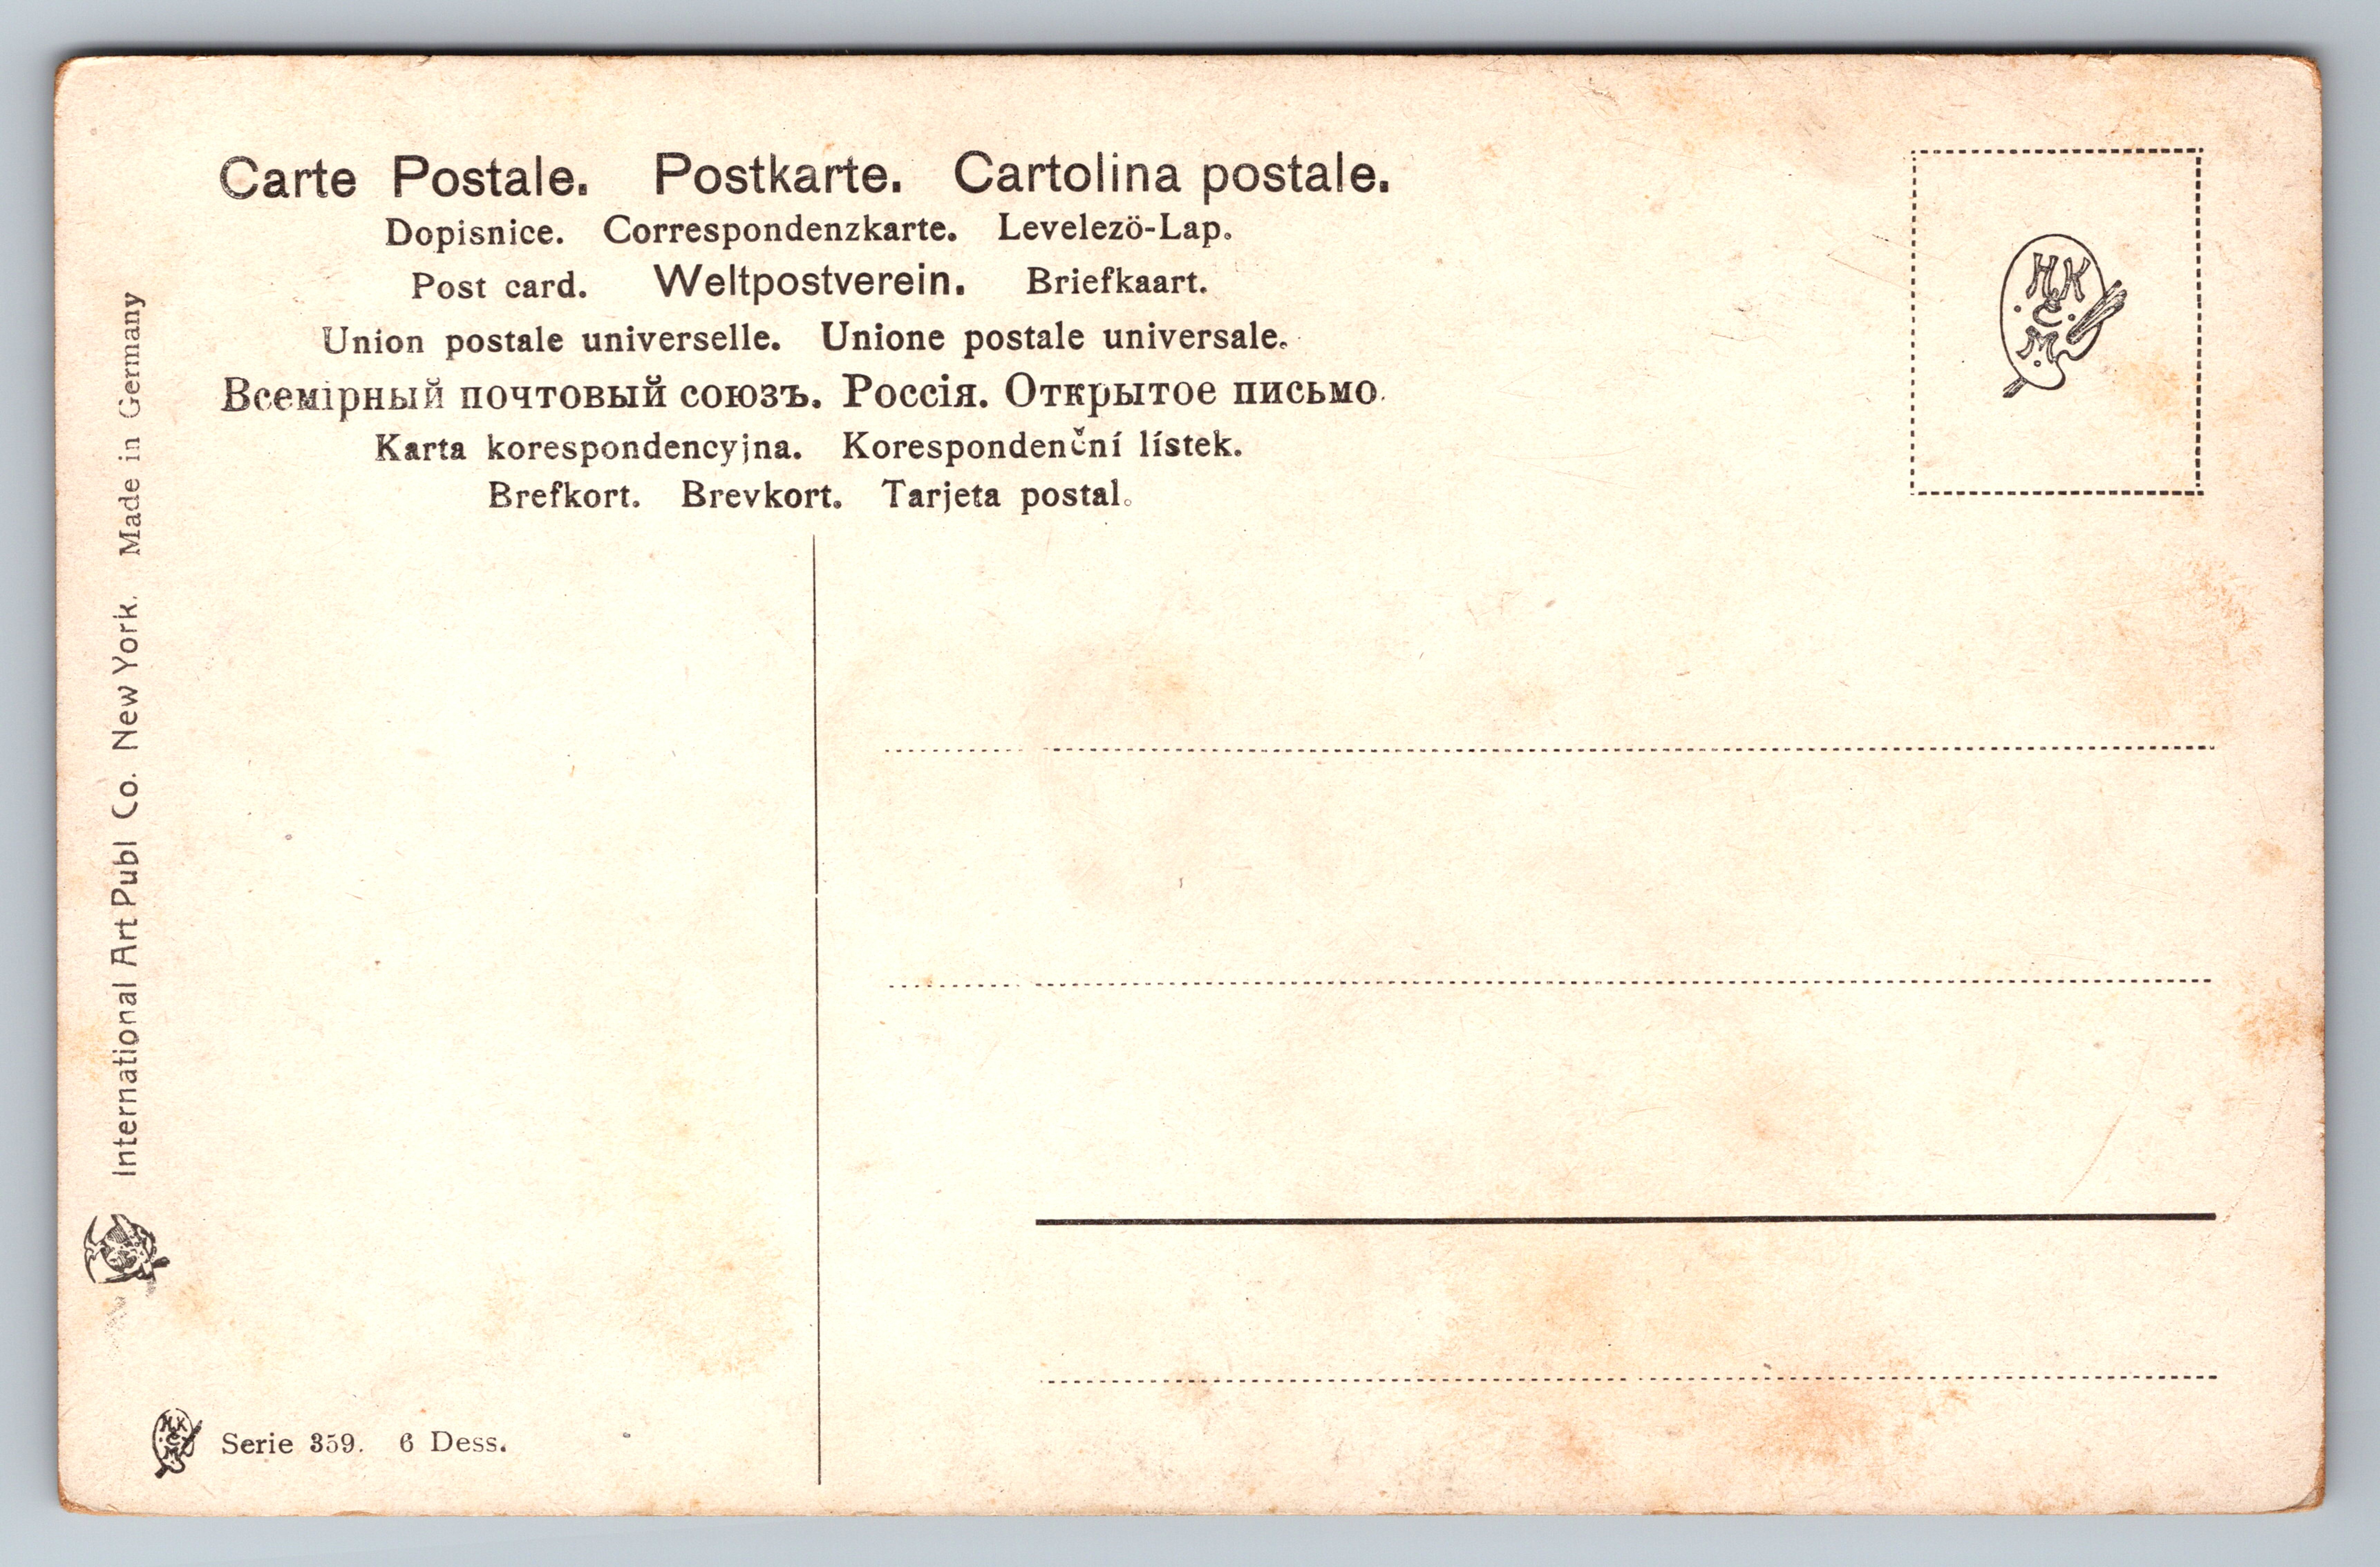 Carte Postale. Postkarte. Cartolina postale.
Dopisnice. Correspondenzkarte. Levelezö-Lap.
Post card. Weltpostverein. Briefkaart.
Union postale universelle. Unione postale universale.
Всемірный почтовый союзъ. Россія. Открытое письмо.
Karta korespondencyjna. Korespondenční lístek.
Brefkort. Brevkort. Tarjeta postal.
HK
&
M
International Art Publ Co. New York. Made in Germany
HK
&
M
Serie 359. 6 Dess.